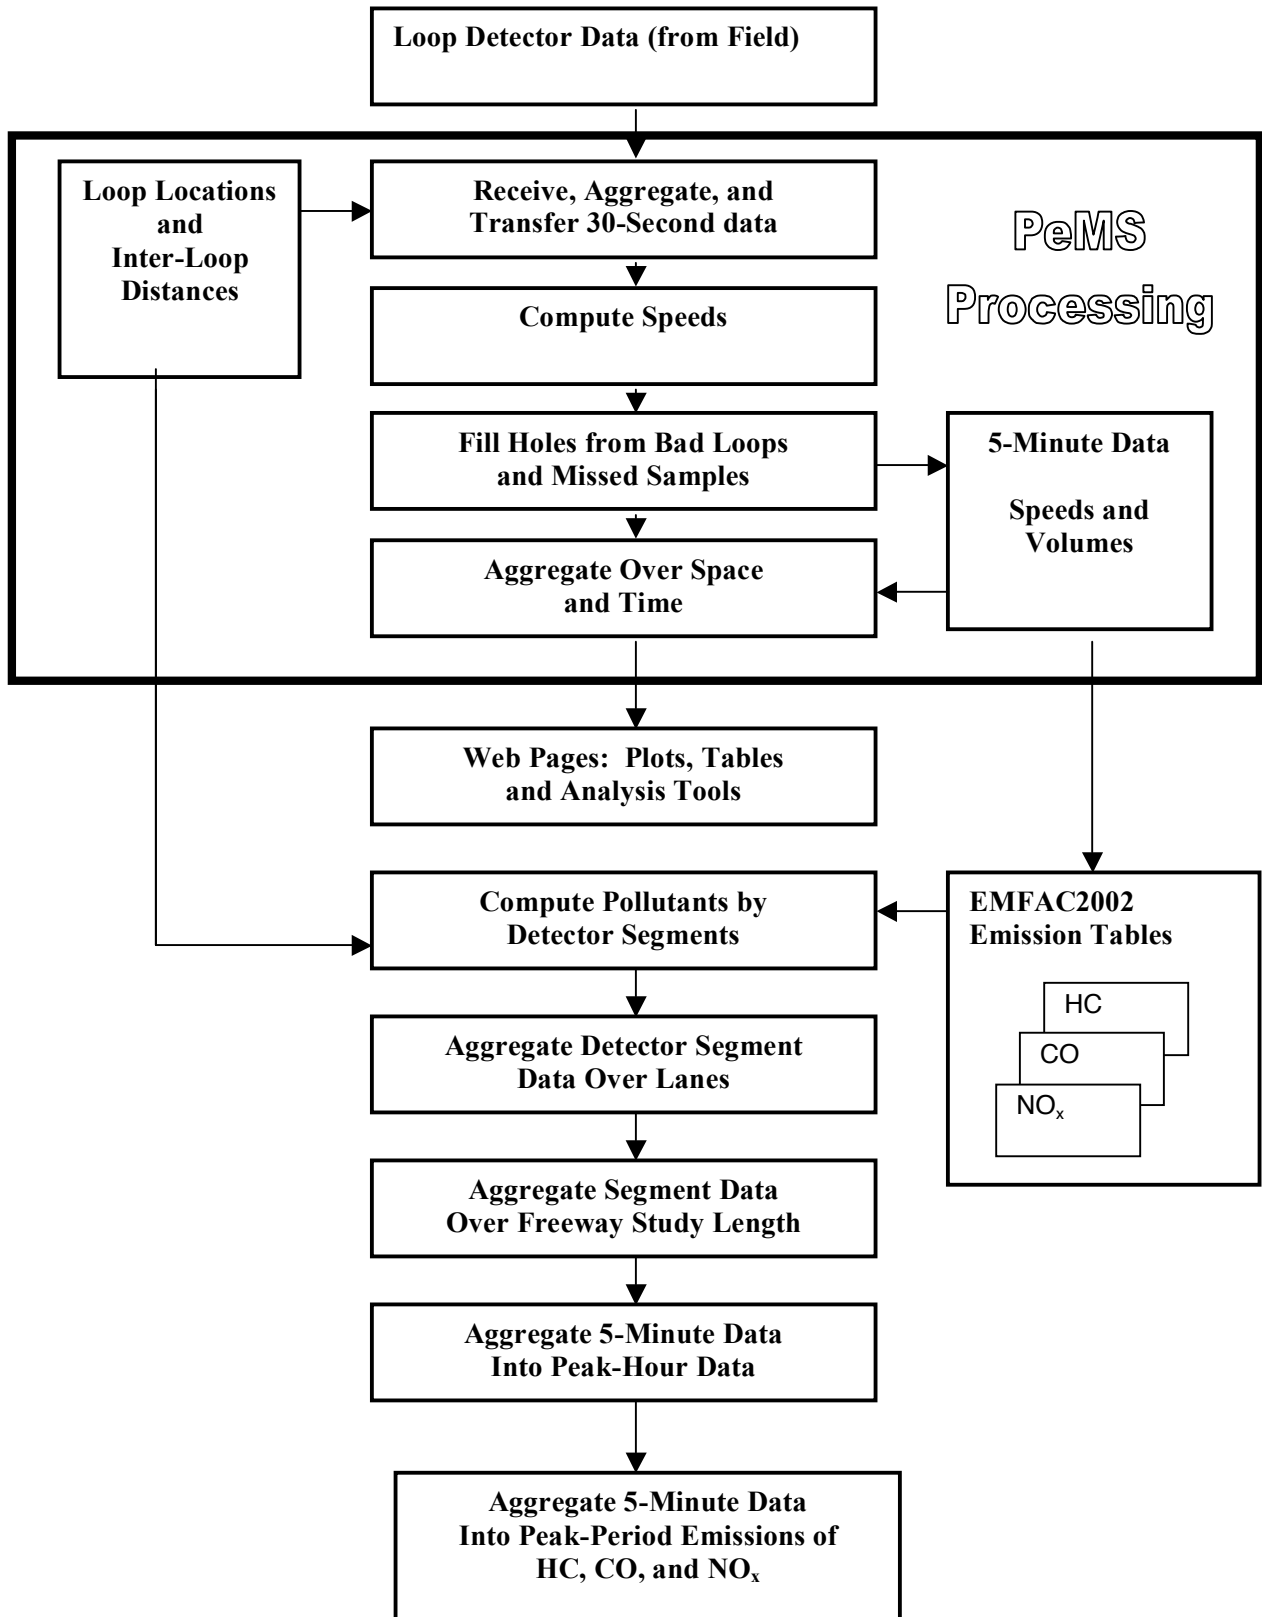 Loop Detector Data (from Field)
Loop Locations
and
Inter-Loop
Distances
Receive, Aggregate, and
Transfer 30-Second data
PeMS
Processing
Compute Speeds
Fill Holes from Bad Loops
and Missed Samples
5-Minute Data
Speeds and
Volumes
Aggregate Over Space
and Time
Web Pages:  Plots, Tables
and Analysis Tools
Compute Pollutants by
Detector Segments
EMFAC2002
Emission Tables
HC
CO
NOx
Aggregate Detector Segment
Data Over Lanes
Aggregate Segment Data
Over Freeway Study Length
Aggregate 5-Minute Data
Into Peak-Hour Data
Aggregate 5-Minute Data
Into Peak-Period Emissions of
HC, CO, and NOx